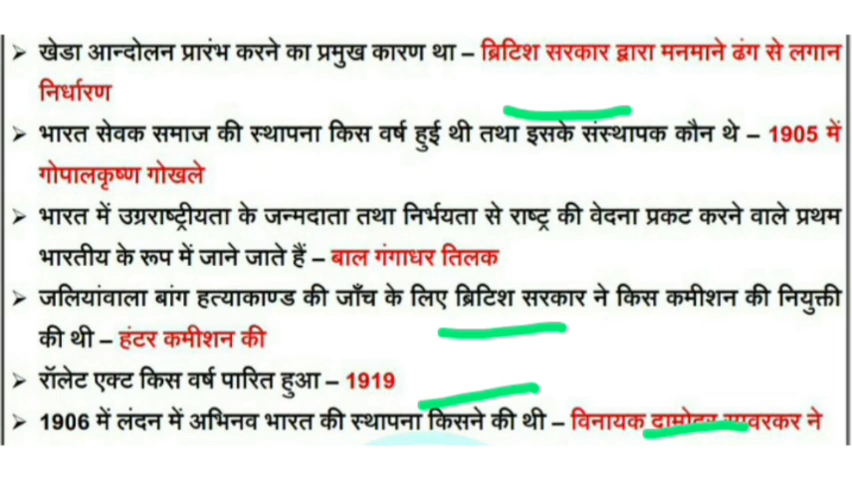 ➢ खेडा आन्दोलन प्रारंभ करने का प्रमुख कारण था – ब्रिटिश सरकार द्वारा मनमाने ढंग से लगान
निर्धारण
➢ भारत सेवक समाज की स्थापना किस वर्ष हुई थी तथा इसके संस्थापक कौन थे – 1905 में
गोपालकृष्ण गोखले
➢ भारत में उग्रराष्ट्रीयता के जन्मदाता तथा निर्भयता से राष्ट्र की वेदना प्रकट करने वाले प्रथम
भारतीय के रूप में जाने जाते हैं – बाल गंगाधर तिलक
➢ जलियांवाला बांग हत्याकाण्ड की जाँच के लिए ब्रिटिश सरकार ने किस कमीशन की नियुक्ती
की थी – हंटर कमीशन की
➢ रॉलेट एक्ट किस वर्ष पारित हुआ – 1919
➢ 1906 में लंदन में अभिनव भारत की स्थापना किसने की थी – विनायक दामोदर सावरकर ने